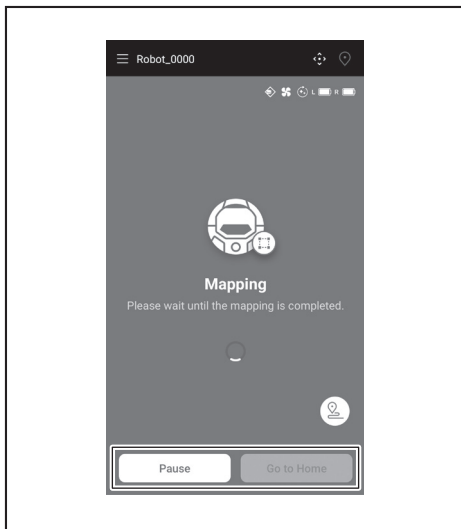 Robot_0000
L R
Mapping
Please wait until the mapping is completed.
Pause Go to Home